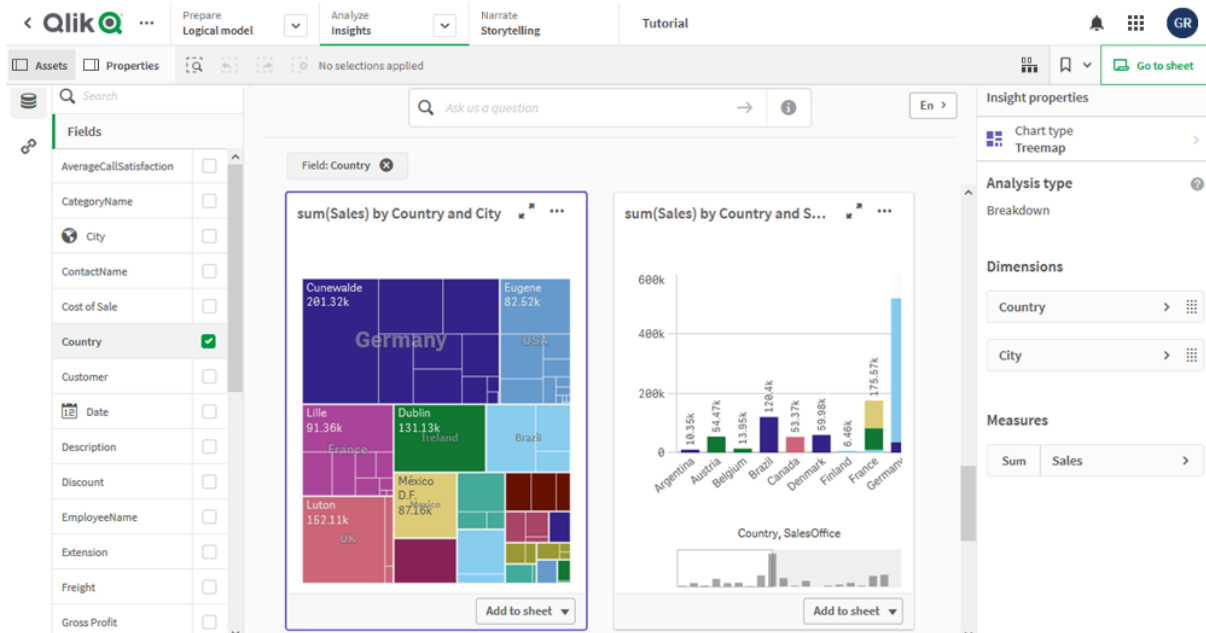 Qlik
Prepare
Logical model
Analyze
Insights
Narrate
Storytelling
Tutorial
GR
Assets
Properties
No selections applied
Go to sheet
Search
Fields
AverageCallSatisfaction
CategoryName
City
ContactName
Cost of Sale
Country
Customer
12 Date
Description
Discount
EmployeeName
Extension
Freight
Gross Profit
Ask us a question
En
Field: Country
sum(Sales) by Country and City
Cunewalde
201.32k
Germany
Eugene
82.52k
USA
Lille
91.36k
France
Dublin
131.13k
Ireland
Brazil
México
D.F.
87.16k
Mexico
Luton
152.11k
UK
Add to sheet
sum(Sales) by Country and S...
600k
400k
200k
0
10.35k
54.47k
13.95k
120.4k
53.37k
59.98k
6.46k
175.57k
Argentina
Austria
Belgium
Brazil
Canada
Denmark
Finland
France
Germany
Country, SalesOffice
Add to sheet
Insight properties
Chart type
Treemap
Analysis type
Breakdown
Dimensions
Country
City
Measures
Sum Sales